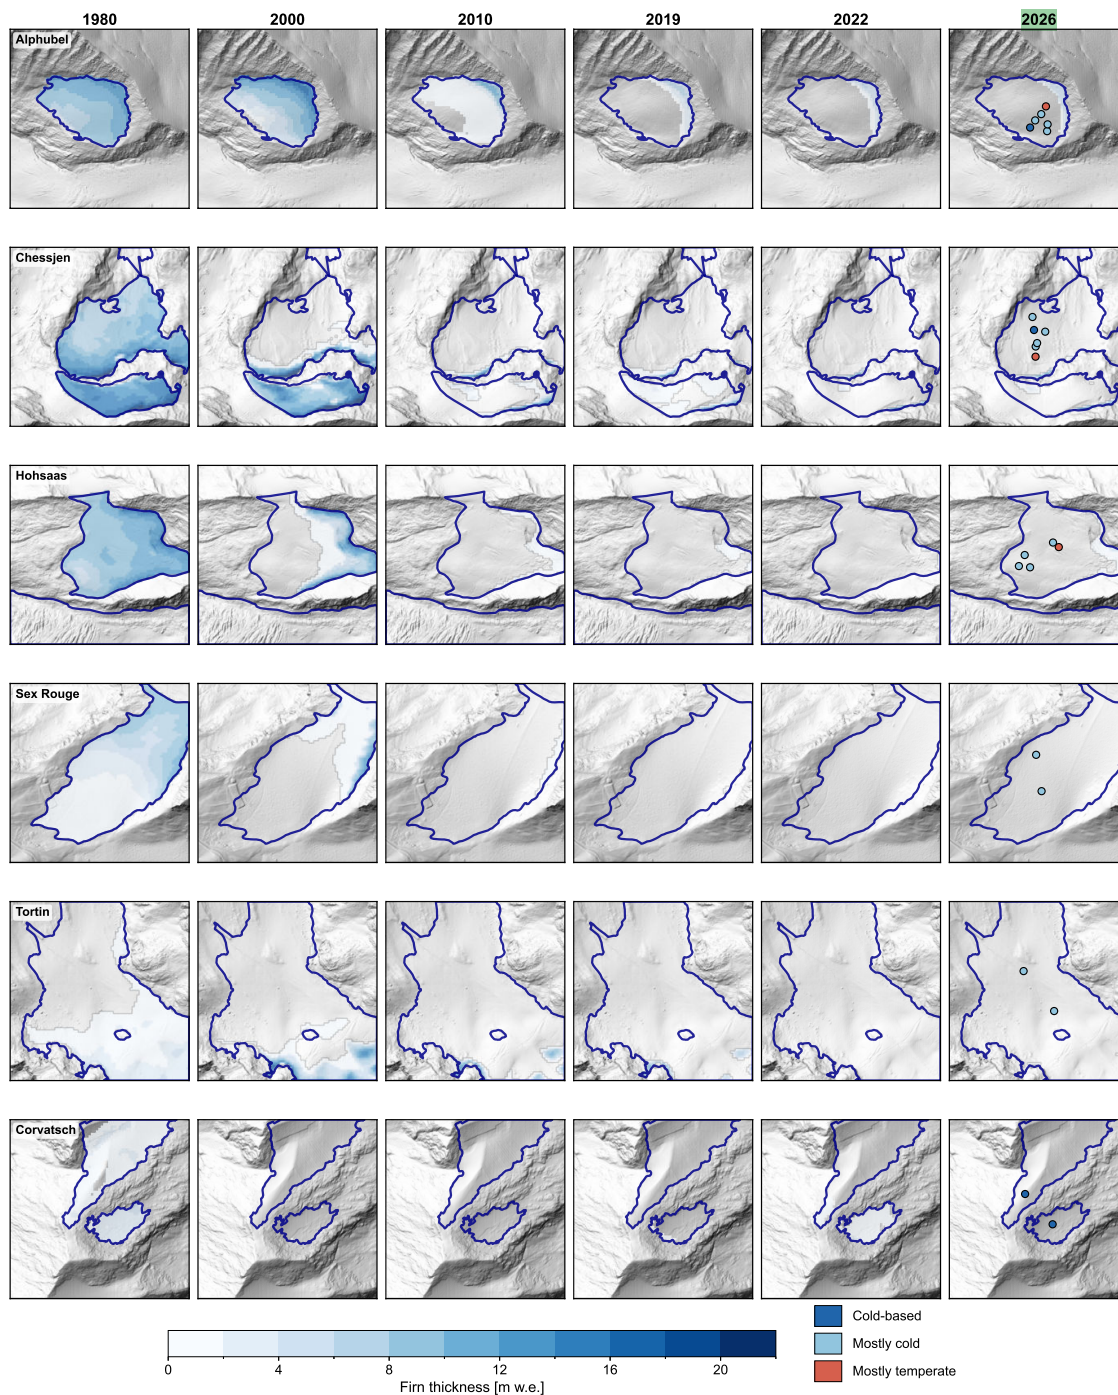 1980 2000 2010 2019 2022 2026
Alphubel
Chessjen
Hohsaas
Sex Rouge
Tortin
Corvatsch
0 4 8 12 16 20
Firn thickness [m w.e.]
Cold-based
Mostly cold
Mostly temperate